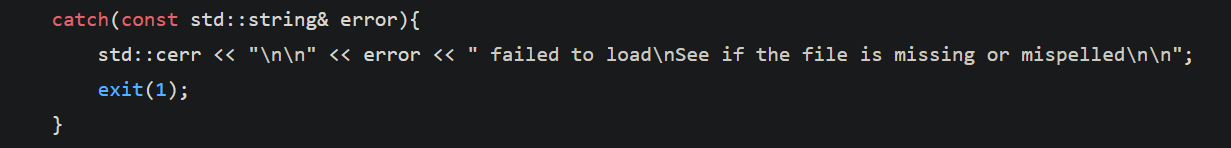 catch(const std::string& error){
    std::cerr << "\n\n" << error << " failed to load\nSee if the file is missing or mispelled\n\n";
    exit(1);
}